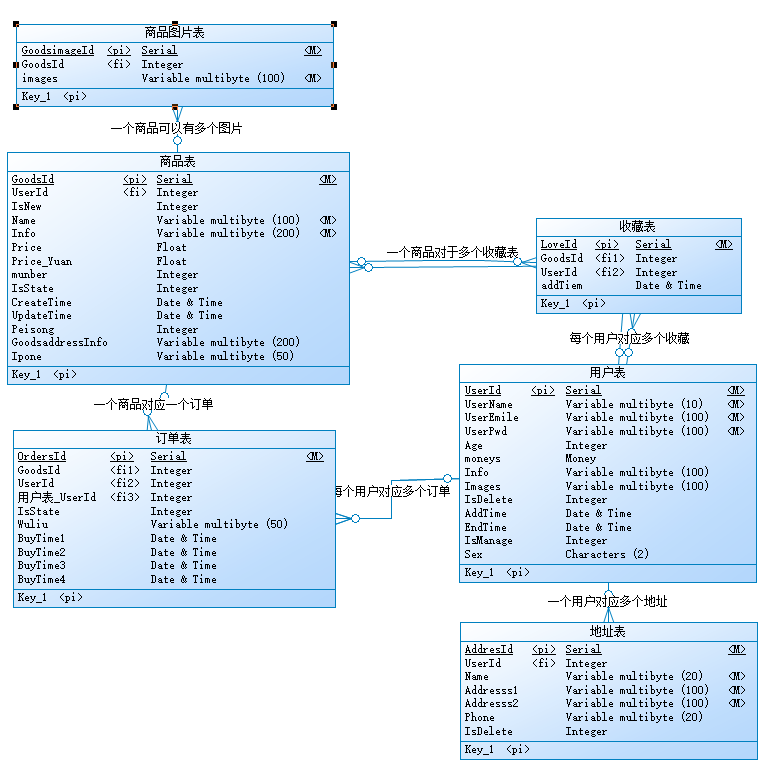 商品图片表
GoodsimageId <pi> Serial <M>
GoodsId <fi> Integer
images Variable multibyte (100) <M>
Key_1 <pi>
一个商品可以有多个图片
商品表
GoodsId <pi> Serial <M>
UserId <fi> Integer
IsNew Integer
Name Variable multibyte (100) <M>
Info Variable multibyte (200) <M>
Price Float
Price_Yuan Float
munber Integer
IsState Integer
CreateTime Date & Time
UpdateTime Date & Time
Peisong Integer
GoodsaddressInfo Variable multibyte (200)
Ipone Variable multibyte (50)
Key_1 <pi>
一个商品对于多个收藏表
收藏表
LoveId <pi> Serial <M>
GoodsId <fi1> Integer
UserId <fi2> Integer
addTiem Date & Time
Key_1 <pi>
每个用户对应多个收藏
用户表
UserId <pi> Serial <M>
UserName Variable multibyte (10) <M>
UserEmile Variable multibyte (100) <M>
UserPwd Variable multibyte (100) <M>
Age Integer
moneys Money
Info Variable multibyte (100)
Images Variable multibyte (100)
IsDelete Integer
AddTime Date & Time
EndTime Date & Time
IsManage Integer
Sex Characters (2)
Key_1 <pi>
一个商品对应一个订单
订单表
OrdersId <pi> Serial <M>
GoodsId <fi1> Integer
UserId <fi2> Integer
用户表_UserId <fi3> Integer
IsState Integer
Wuliu Variable multibyte (50)
BuyTime1 Date & Time
BuyTime2 Date & Time
BuyTime3 Date & Time
BuyTime4 Date & Time
Key_1 <pi>
每个用户对应多个订单
一个用户对应多个地址
地址表
AddresId <pi> Serial <M>
UserId <fi> Integer
Name Variable multibyte (20) <M>
Addresss1 Variable multibyte (100) <M>
Addresss2 Variable multibyte (100) <M>
Phone Variable multibyte (20)
IsDelete Integer
Key_1 <pi>